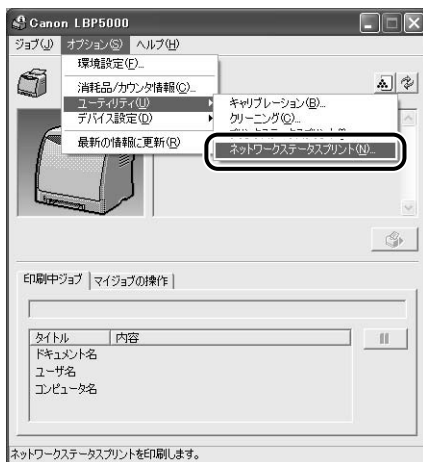 Canon LBP5000
ジョブ(J) オプション(S) ヘルプ(H)
環境設定(F)...
消耗品/カウンタ情報(C)...
ユーティリティ(U)
デバイス設定(D)
最新の情報に更新(R)
キャリブレーション(B)...
クリーニング(C)...
ネットワークステータスプリント(N)...
印刷中ジョブ マイジョブの操作
タイトル 内容
ドキュメント名
ユーザ名
コンピュータ名
ネットワークステータスプリントを印刷します。